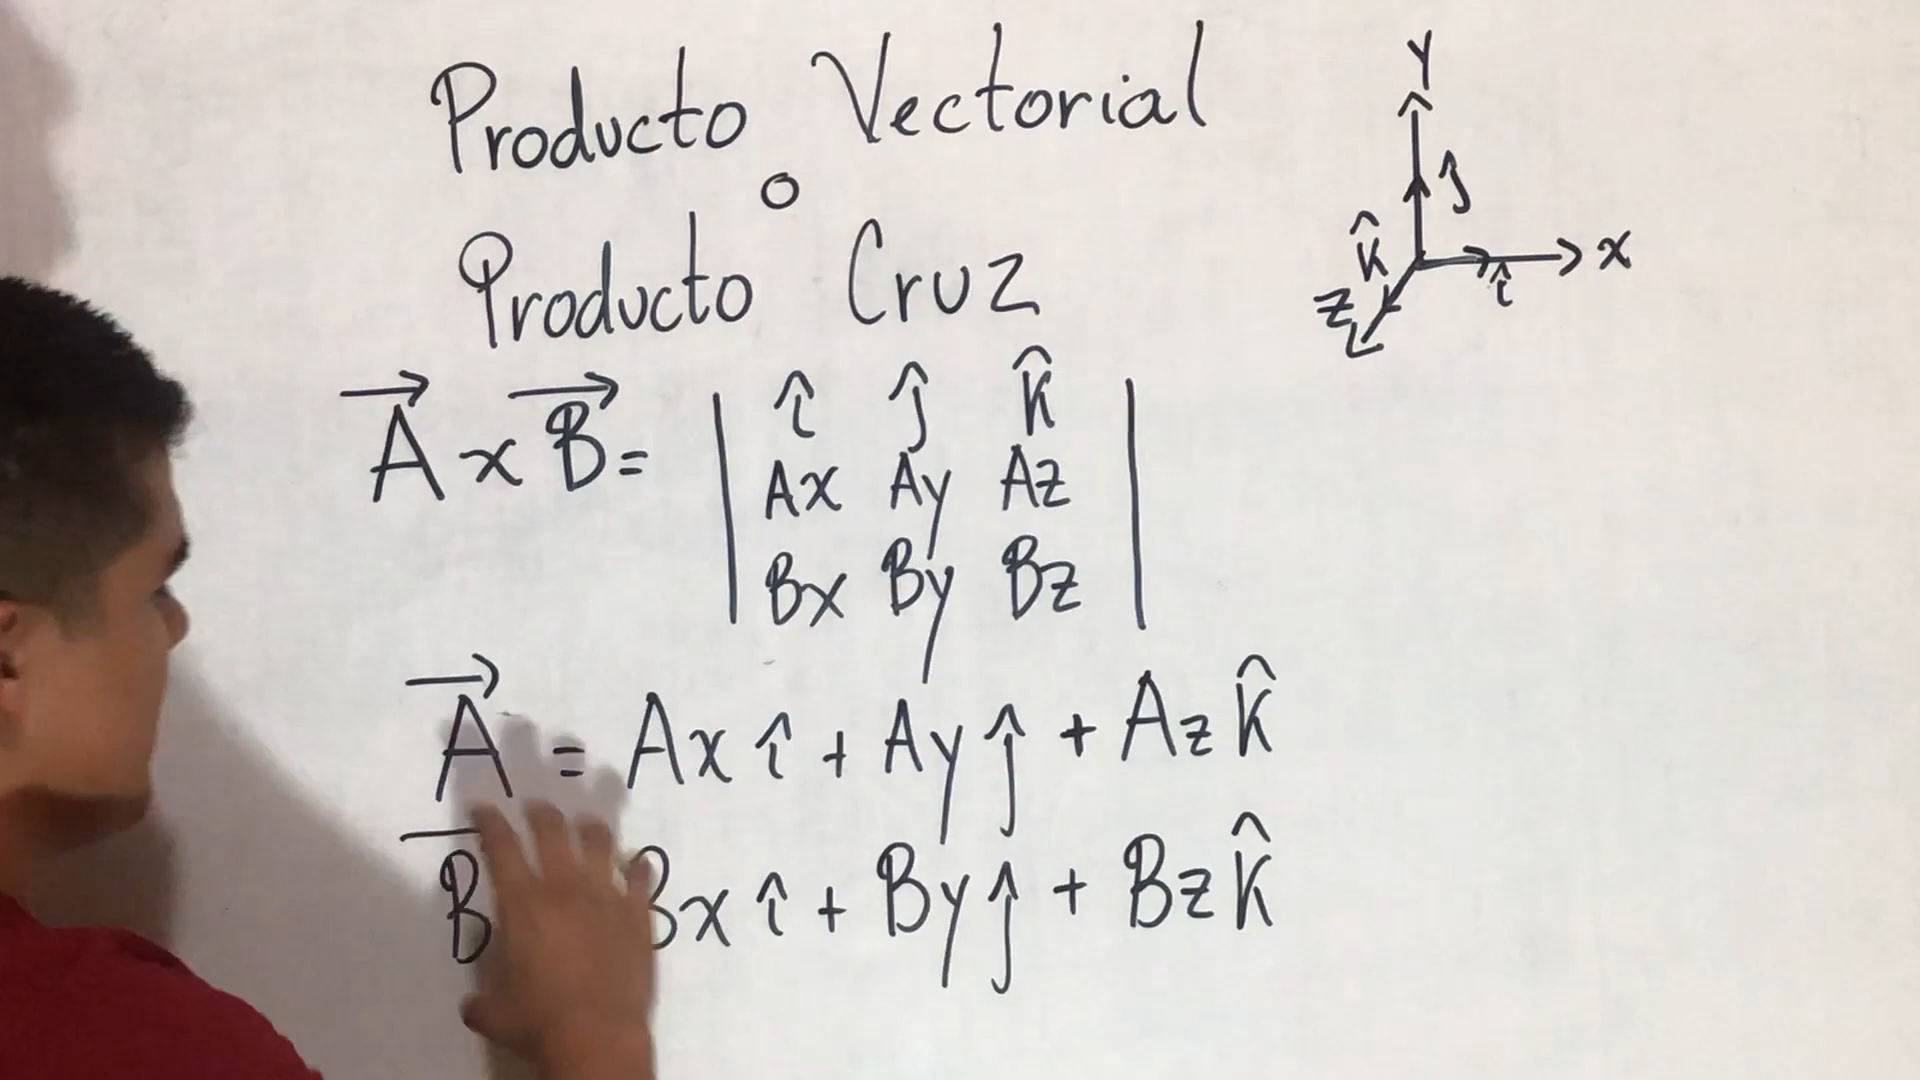 Producto Vectorial
o
Producto Cruz
Y
ĵ
k̂
Z
î
x
A⃗ x B⃗ =
| î ĵ k̂ |
| Ax Ay Az |
| Bx By Bz |
A⃗ = Ax î + Ay ĵ + Az k̂
B Bx î + By ĵ + Bz k̂